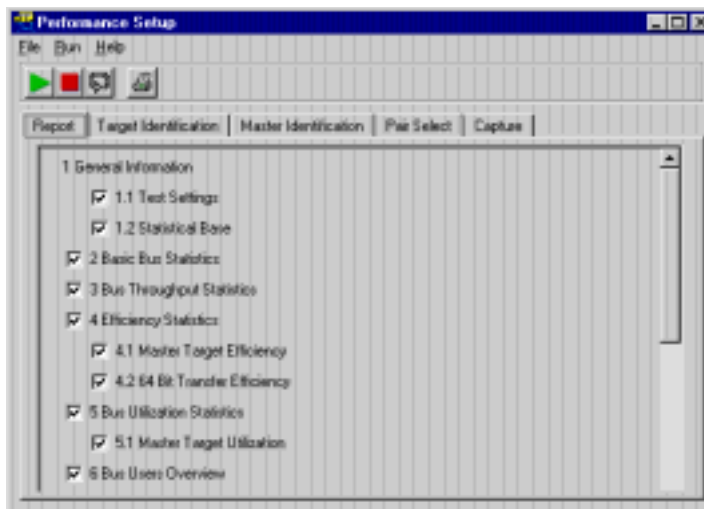 Performance Setup
File Run Help
Report Target Identification Master Identification Pair Select Capture
1 General Information
1.1 Test Settings
1.2 Statistical Base
2 Basic Bus Statistics
3 Bus Throughput Statistics
4 Efficiency Statistics
4.1 Master Target Efficiency
4.2 64 Bit Transfer Efficiency
5 Bus Utilization Statistics
5.1 Master Target Utilization
6 Bus Users Overview